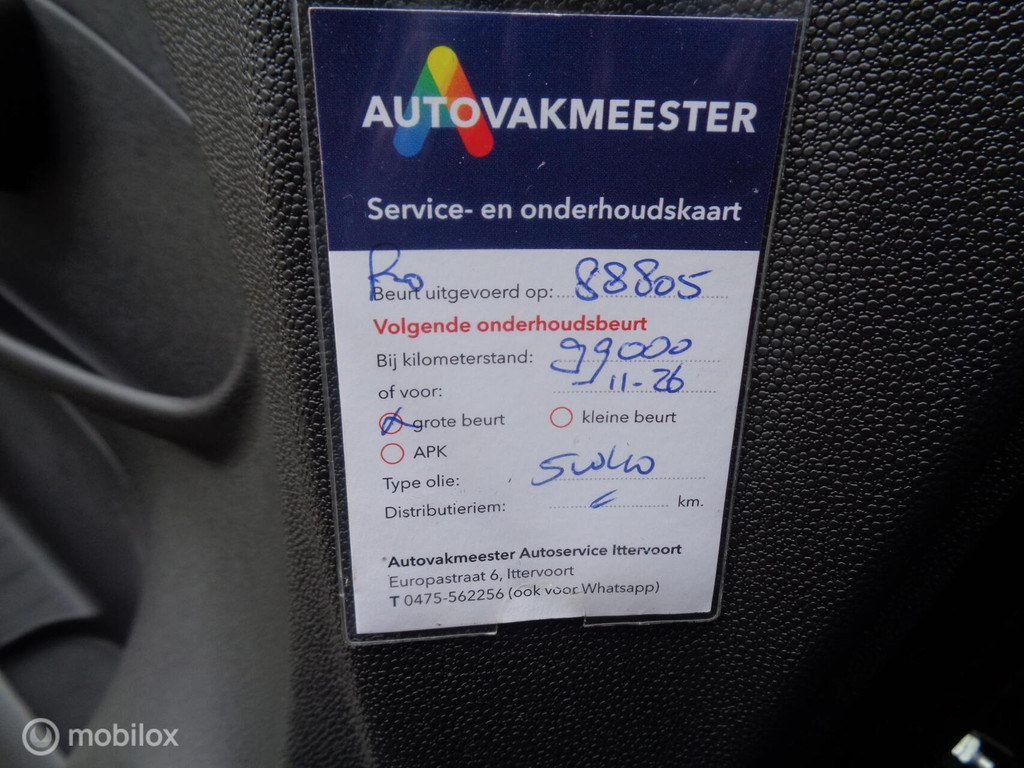 AUTOVAKMEESTER
Service- en onderhoudskaart
Beurt uitgevoerd op: 88805
Volgende onderhoudsbeurt
Bij kilometerstand: 99000
of voor: 11-26
grote beurt kleine beurt
APK
Type olie: 5W40
Distributieriem: km.
Autovakmeester Autoservice Ittervoort
Europastraat 6, Ittervoort
T 0475-562256 (ook voor Whatsapp)
mobilox